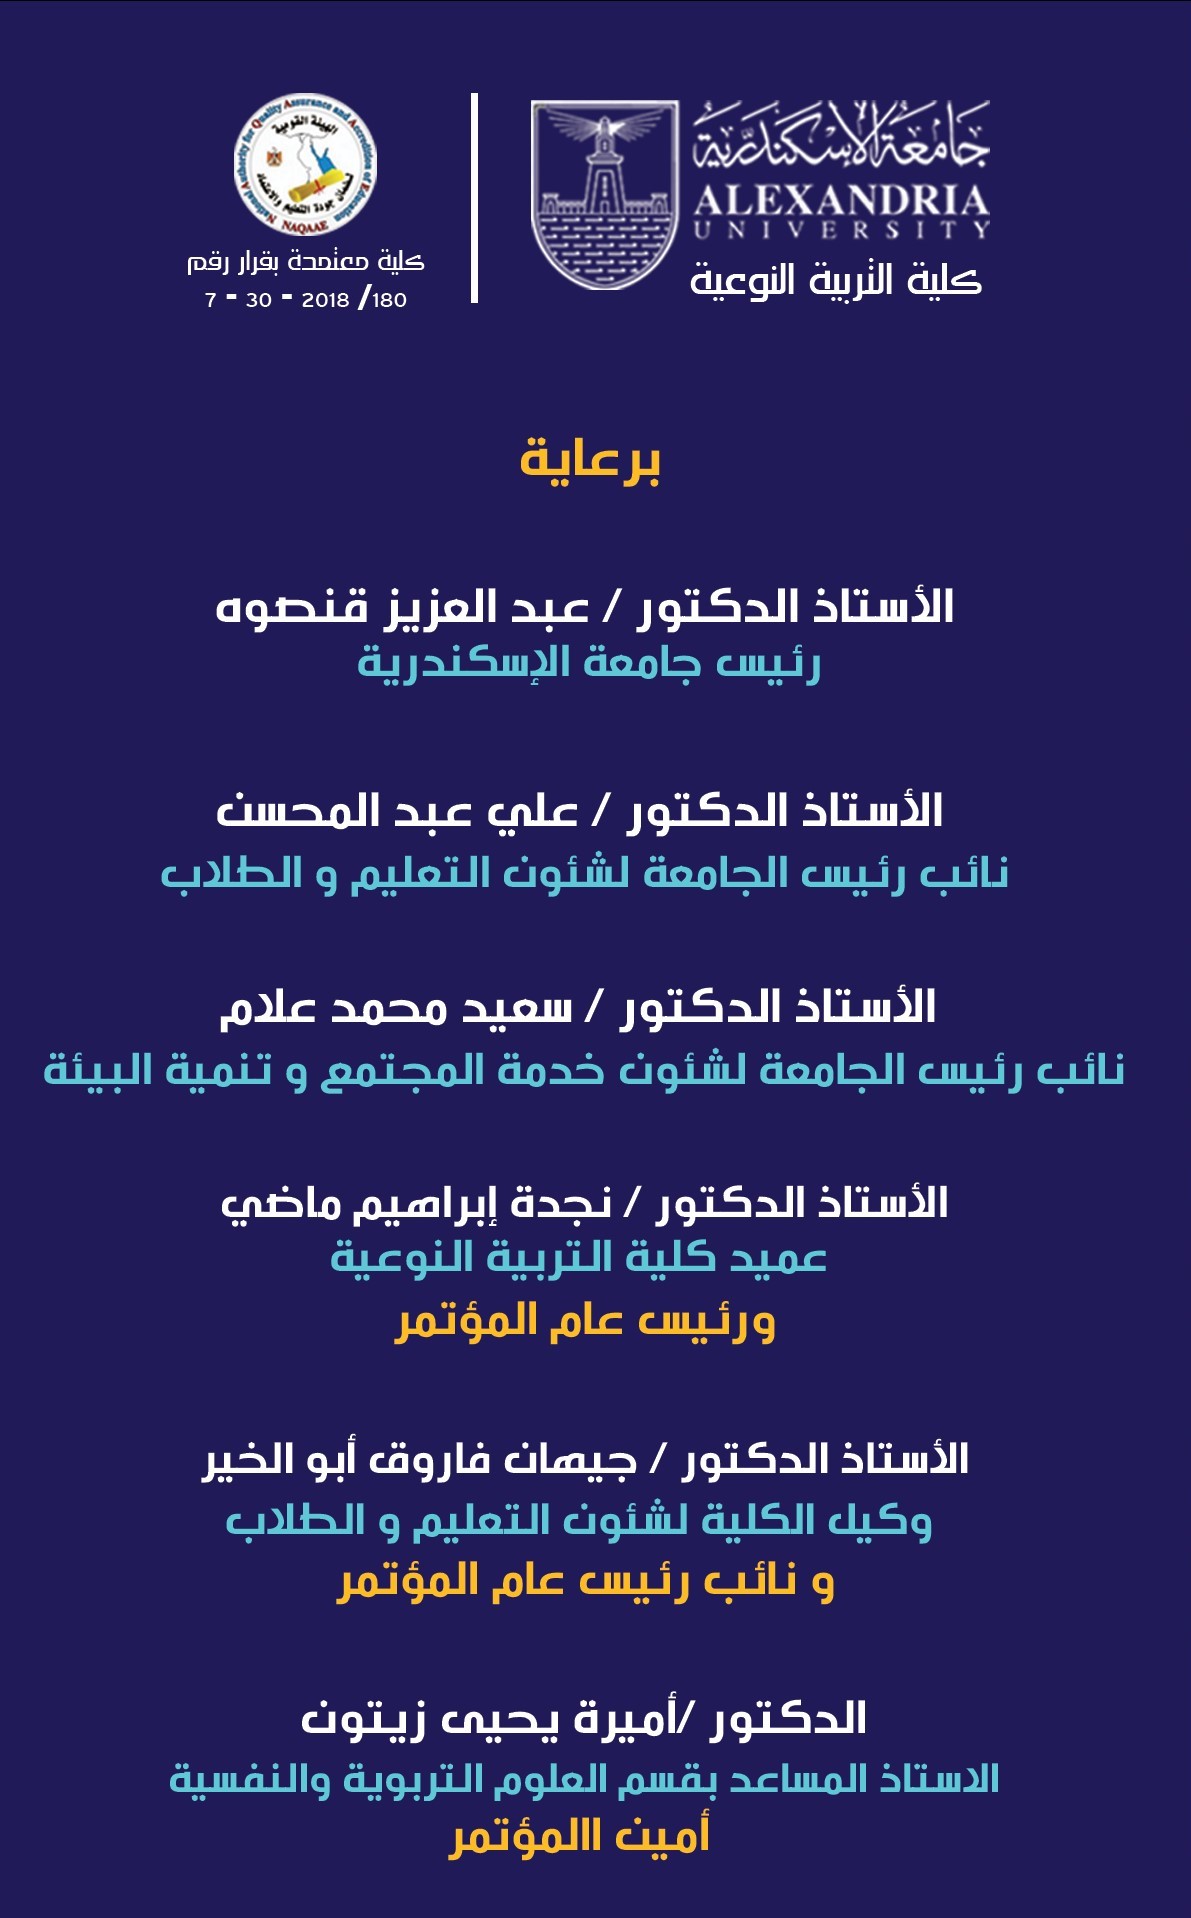 جامعة الإسكندرية
ALEXANDRIA
UNIVERSITY
كلية التربية النوعية
National Authority for Quality Assurance and Accreditation of Education
الهيئة القومية
لضمان جودة التعليم والاعتماد
NAQAAE
كلية معتمدة بقرار رقم
180/ 2018 - 30 - 7
برعاية
الأستاذ الدكتور / عبد العزيز قنصوه
رئيس جامعة الإسكندرية
الأستاذ الدكتور / علي عبد المحسن
نائب رئيس الجامعة لشئون التعليم و الطلاب
الأستاذ الدكتور / سعيد محمد علام
نائب رئيس الجامعة لشئون خدمة المجتمع و تنمية البيئة
الأستاذ الدكتور / نجدة إبراهيم ماضي
عميد كلية التربية النوعية
ورئيس عام المؤتمر
الأستاذ الدكتور / جيهان فاروق أبو الخير
وكيل الكلية لشئون التعليم و الطلاب
و نائب رئيس عام المؤتمر
الدكتور /أميرة يحيى زيتون
الاستاذ المساعد بقسم العلوم التربوية والنفسية
أمين االمؤتمر